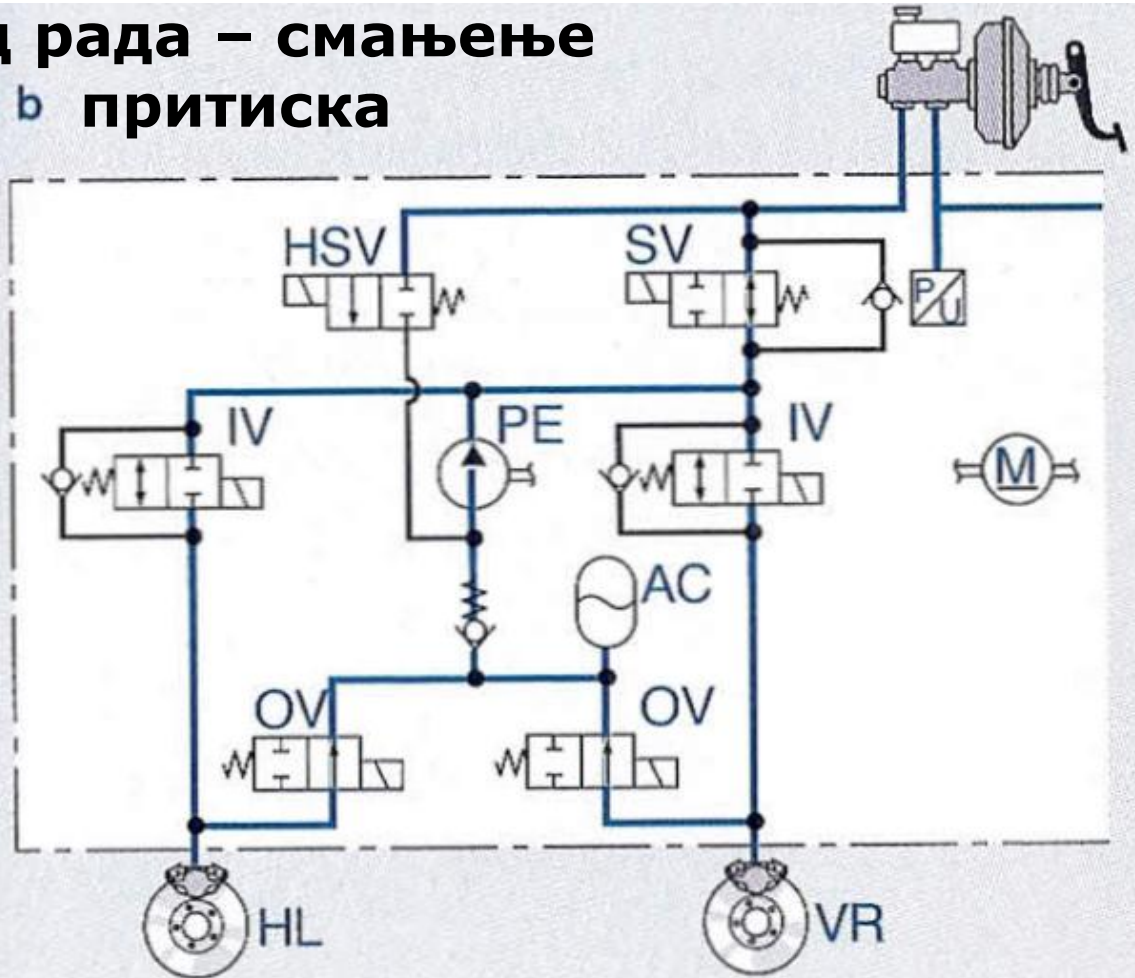 рада – смањење
b притиска
HSV SV
P
U
IV PE IV
M
AC
OV OV
HL VR